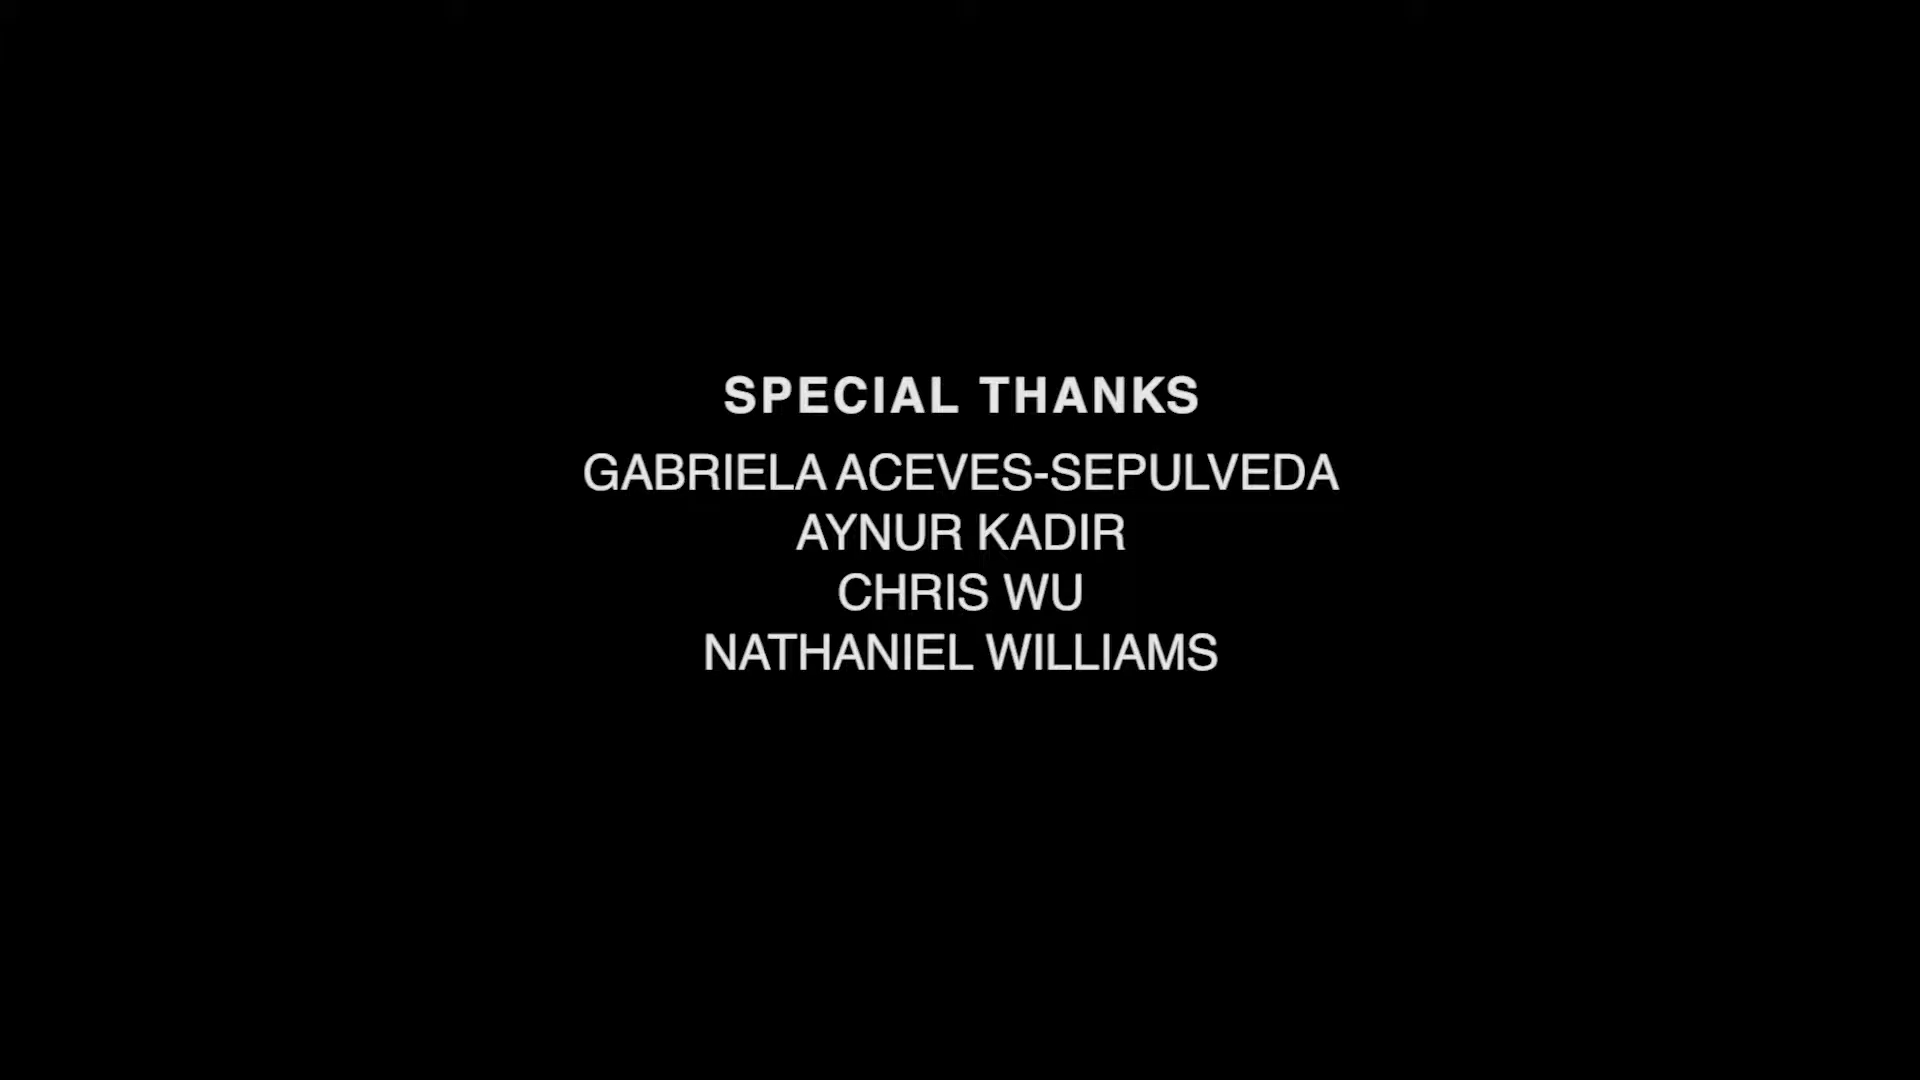 SPECIAL THANKS
GABRIELA ACEVES-SEPULVEDA
AYNUR KADIR
CHRIS WU
NATHANIEL WILLIAMS